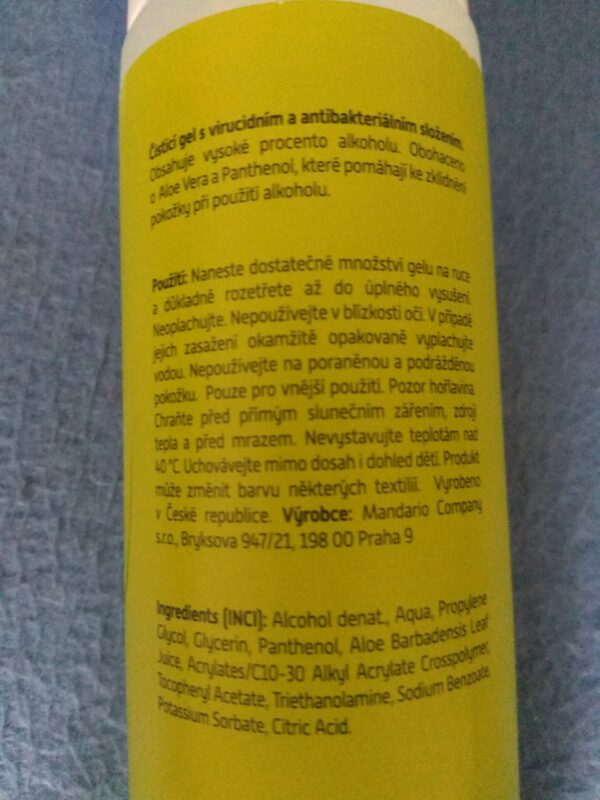 Čisticí gel s virucidním a antibakteriálním složením.
Obsahuje vysoké procento alkoholu. Obohaceno
o Aloe Vera a Panthenol, které pomáhají ke zklidnění
pokožky při použití alkoholu.
Použití: Naneste dostatečné množství gelu na ruce
a důkladně rozetřete až do úplného vysušení.
Neoplachujte. Nepoužívejte v blízkosti očí. V případě
jejich zasažení okamžitě opakovaně vyplachujte
vodou. Nepoužívejte na poraněnou a podrážděnou
pokožku. Pouze pro vnější použití. Pozor hořlavina.
Chraňte před přímým slunečním zářením, zdroji
tepla a před mrazem. Nevystavujte teplotám nad
40 °C. Uchovávejte mimo dosah i dohled dětí. Produkt
může změnit barvu některých textilií. Vyrobeno
v České republice. Výrobce: Mandario Company
s.r.o., Bryksova 947/21, 198 00 Praha 9
Ingredients (INCI): Alcohol denat., Aqua, Propylene
Glycol, Glycerin, Panthenol, Aloe Barbadensis Leaf
Juice, Acrylates/C10-30 Alkyl Acrylate Crosspolymer,
Tocopheryl Acetate, Triethanolamine, Sodium Benzoate,
Potassium Sorbate, Citric Acid.